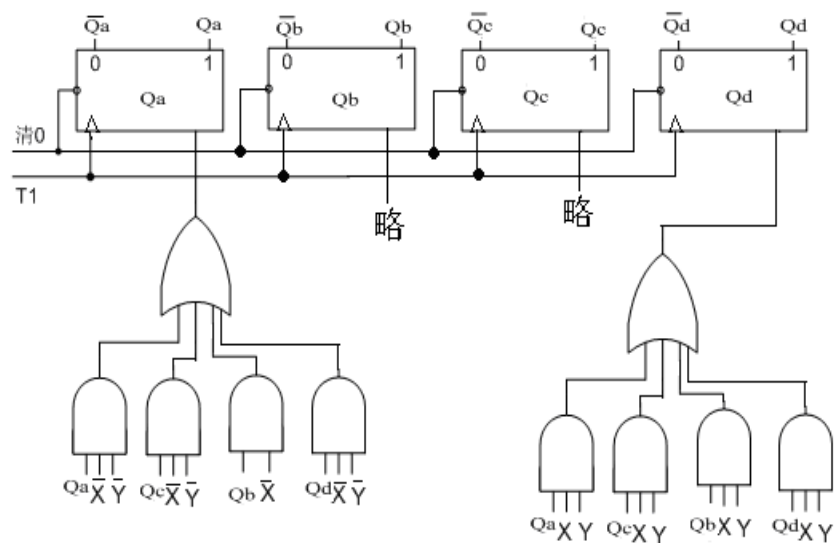 Q̅a Qa Q̅b Qb Q̅c Qc Q̅d Qd
0 1 0 1 0 1 0 1
Qa Qb Qc Qd
清0
T1
略 略
Qa X̅ Y̅ Qc X̅ Y̅ Qb X̅ Qd X̅ Y̅
Qa X Y Qc X Y Qb X Y Qd X Y